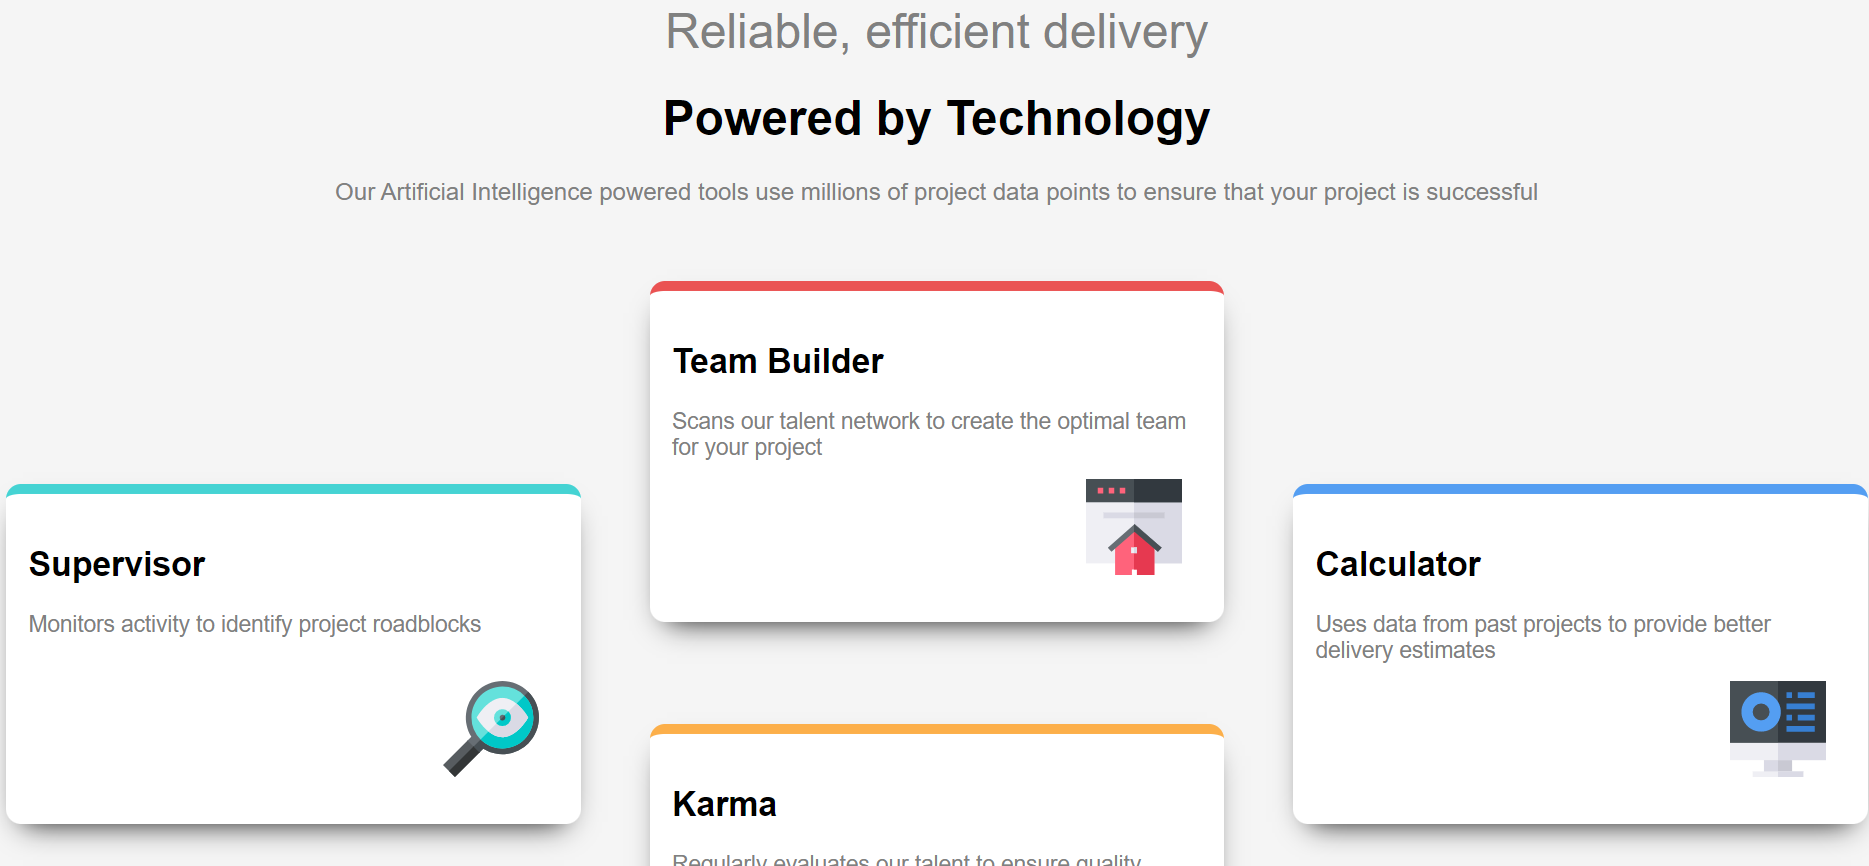 Reliable, efficient delivery
Powered by Technology
Our Artificial Intelligence powered tools use millions of project data points to ensure that your project is successful
Team Builder
Scans our talent network to create the optimal team
for your project
Supervisor
Monitors activity to identify project roadblocks
Calculator
Uses data from past projects to provide better
delivery estimates
Karma
Regularly evaluates our talent to ensure quality